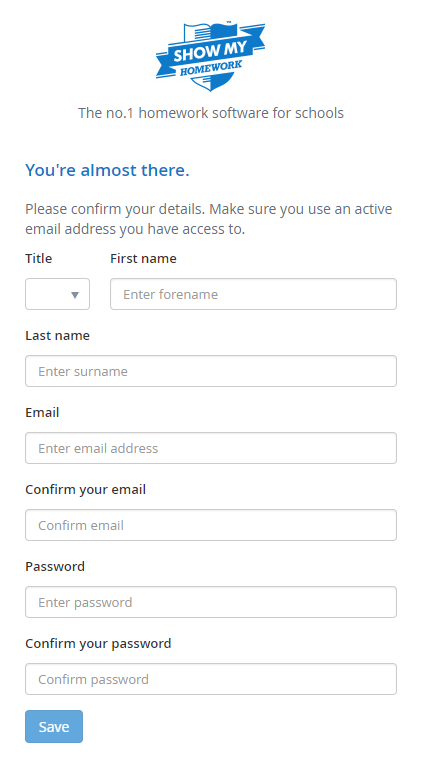 SHOW MY
HOMEWORK
The no.1 homework software for schools
You're almost there.
Please confirm your details. Make sure you use an active
email address you have access to.
Title First name
Enter forename
Last name
Enter surname
Email
Enter email address
Confirm your email
Confirm email
Password
Enter password
Confirm your password
Confirm password
Save